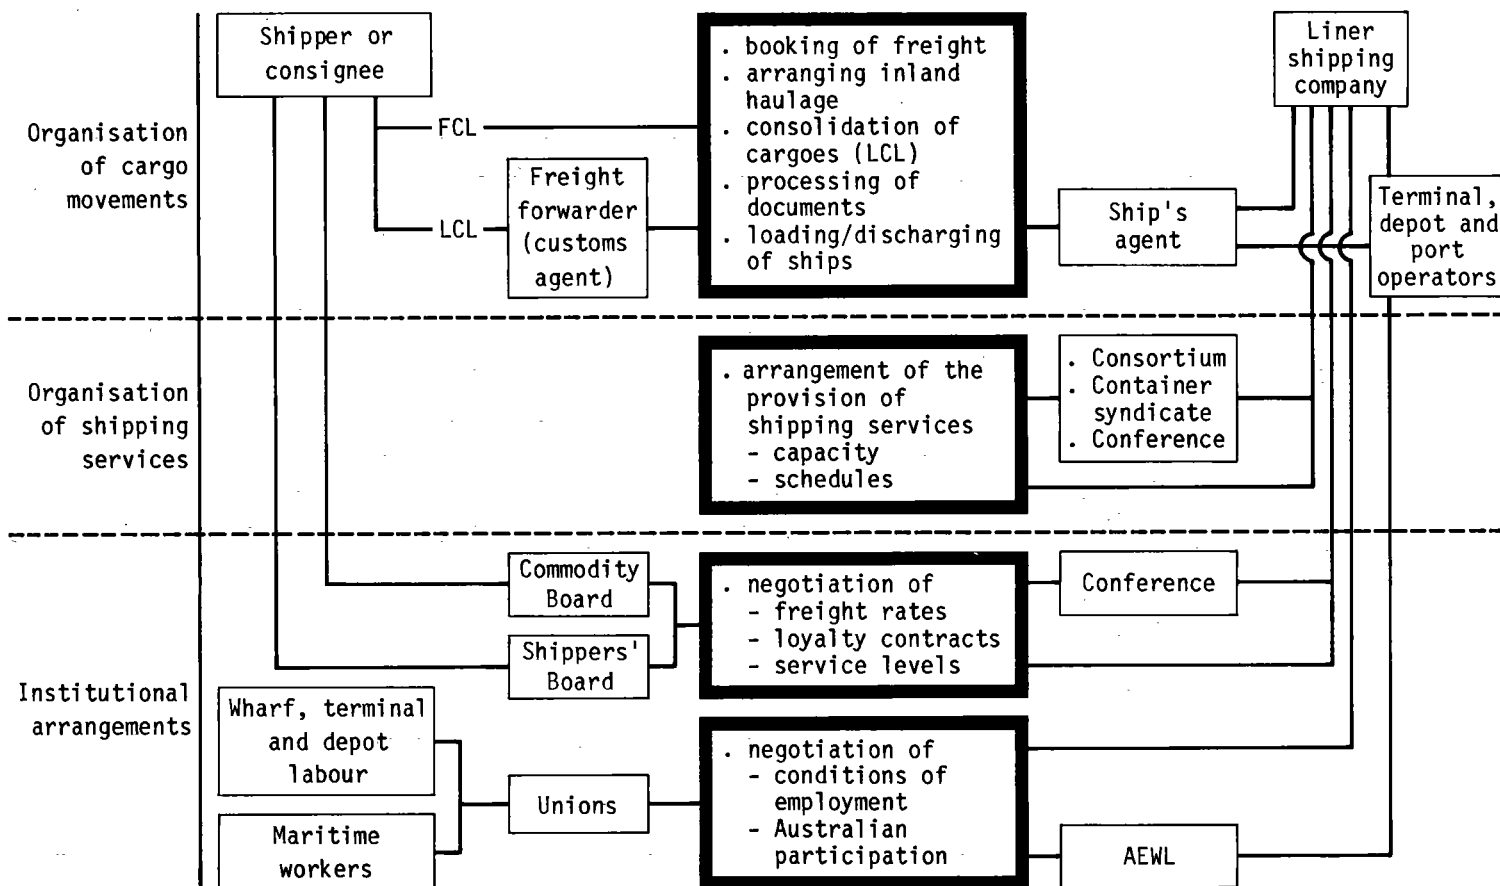 Organisation
of cargo
movements
Shipper or
consignee
FCL
LCL
Freight
forwarder
(customs
agent)
. booking of freight
. arranging inland
haulage
. consolidation of
cargoes (LCL)
. processing of
documents
. loading/discharging
of ships
Ship's
agent
Liner
shipping
company
Terminal,
depot and
port
operators
Organisation
of shipping
services
. arrangement of the
provision of
shipping services
- capacity
- schedules
. Consortium
. Container
syndicate
. Conference
Institutional
arrangements
Commodity
Board
Shippers'
Board
. negotiation of
- freight rates
- loyalty contracts
- service levels
Conference
Wharf, terminal
and depot
labour
Maritime
workers
Unions
. negotiation of
- conditions of
employment
- Australian
participation
AEWL